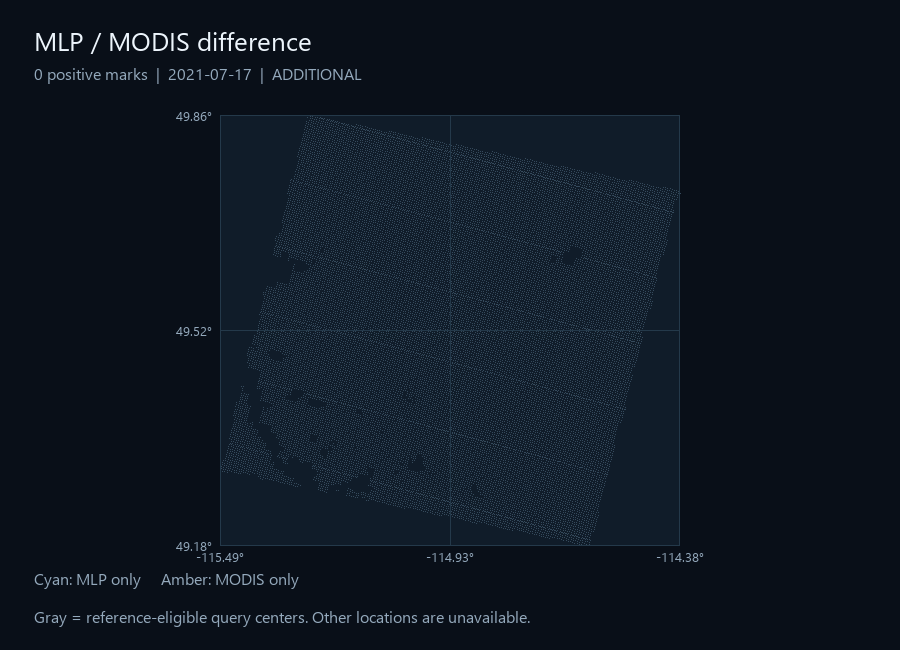 MLP / MODIS difference
0 positive marks | 2021-07-17 | ADDITIONAL
49.86°
49.52°
49.18°
-115.49° -114.93° -114.38°
Cyan: MLP only Amber: MODIS only
Gray = reference-eligible query centers. Other locations are unavailable.